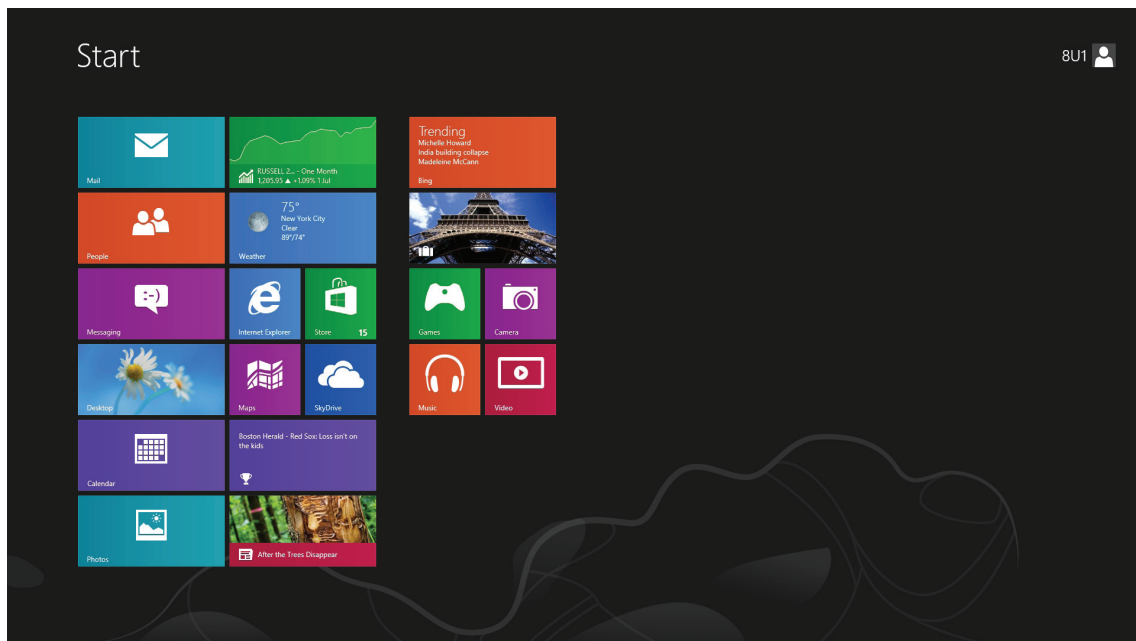 Start
8U1
Mail
RUSSELL 2... - One Month
1,205.95 ▲ +1.09% 1 Jul
People
75°
New York City
Clear
89°/74°
Weather
Messaging
:-)
Internet Explorer
Store
15
Desktop
Maps
SkyDrive
Calendar
Boston Herald - Red Sox: Loss isn't on
the kids
Photos
After the Trees Disappear
Trending
Michelle Howard
India building collapse
Madeleine McCann
Bing
Games
Camera
Music
Video